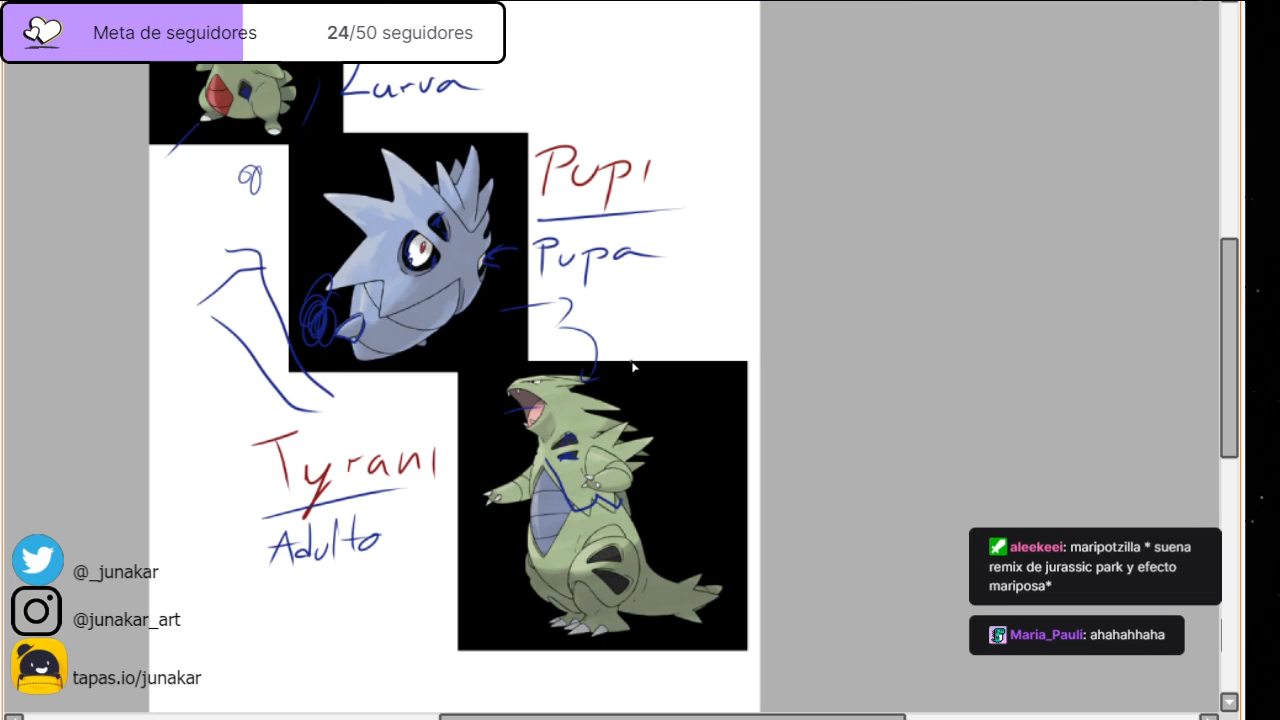 Meta de seguidores 24/50 seguidores
Larva
Pupi
Pupa
Tyrani
Adulto
@_junakar
@junakar_art
tapas.io/junakar
aleekeei: maripotzilla * suena
remix de jurassic park y efecto
mariposa*
Maria_Pauli: ahahahhaha